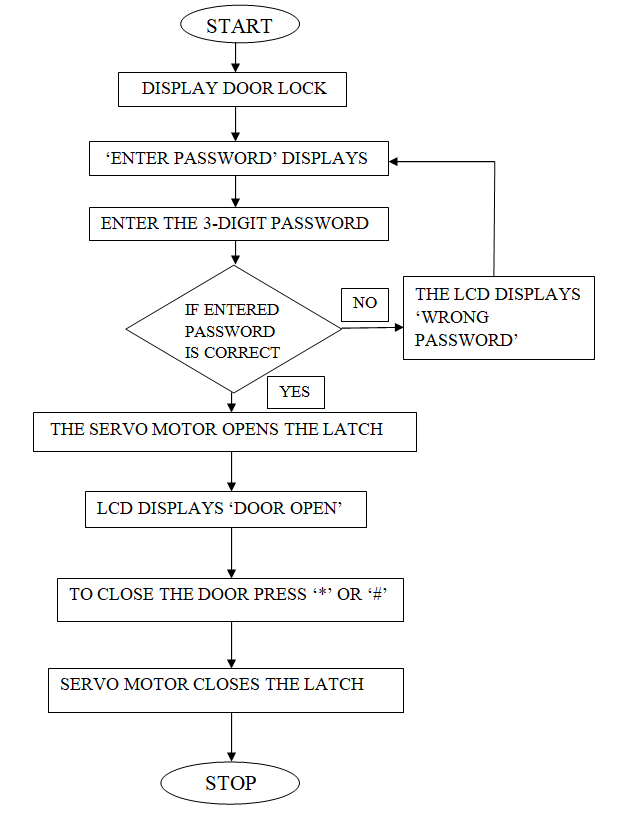 START
DISPLAY DOOR LOCK
‘ENTER PASSWORD’ DISPLAYS
ENTER THE 3-DIGIT PASSWORD
IF ENTERED
PASSWORD
IS CORRECT
NO
THE LCD DISPLAYS
‘WRONG
PASSWORD’
YES
THE SERVO MOTOR OPENS THE LATCH
LCD DISPLAYS ‘DOOR OPEN’
TO CLOSE THE DOOR PRESS ‘*’ OR ‘#’
SERVO MOTOR CLOSES THE LATCH
STOP